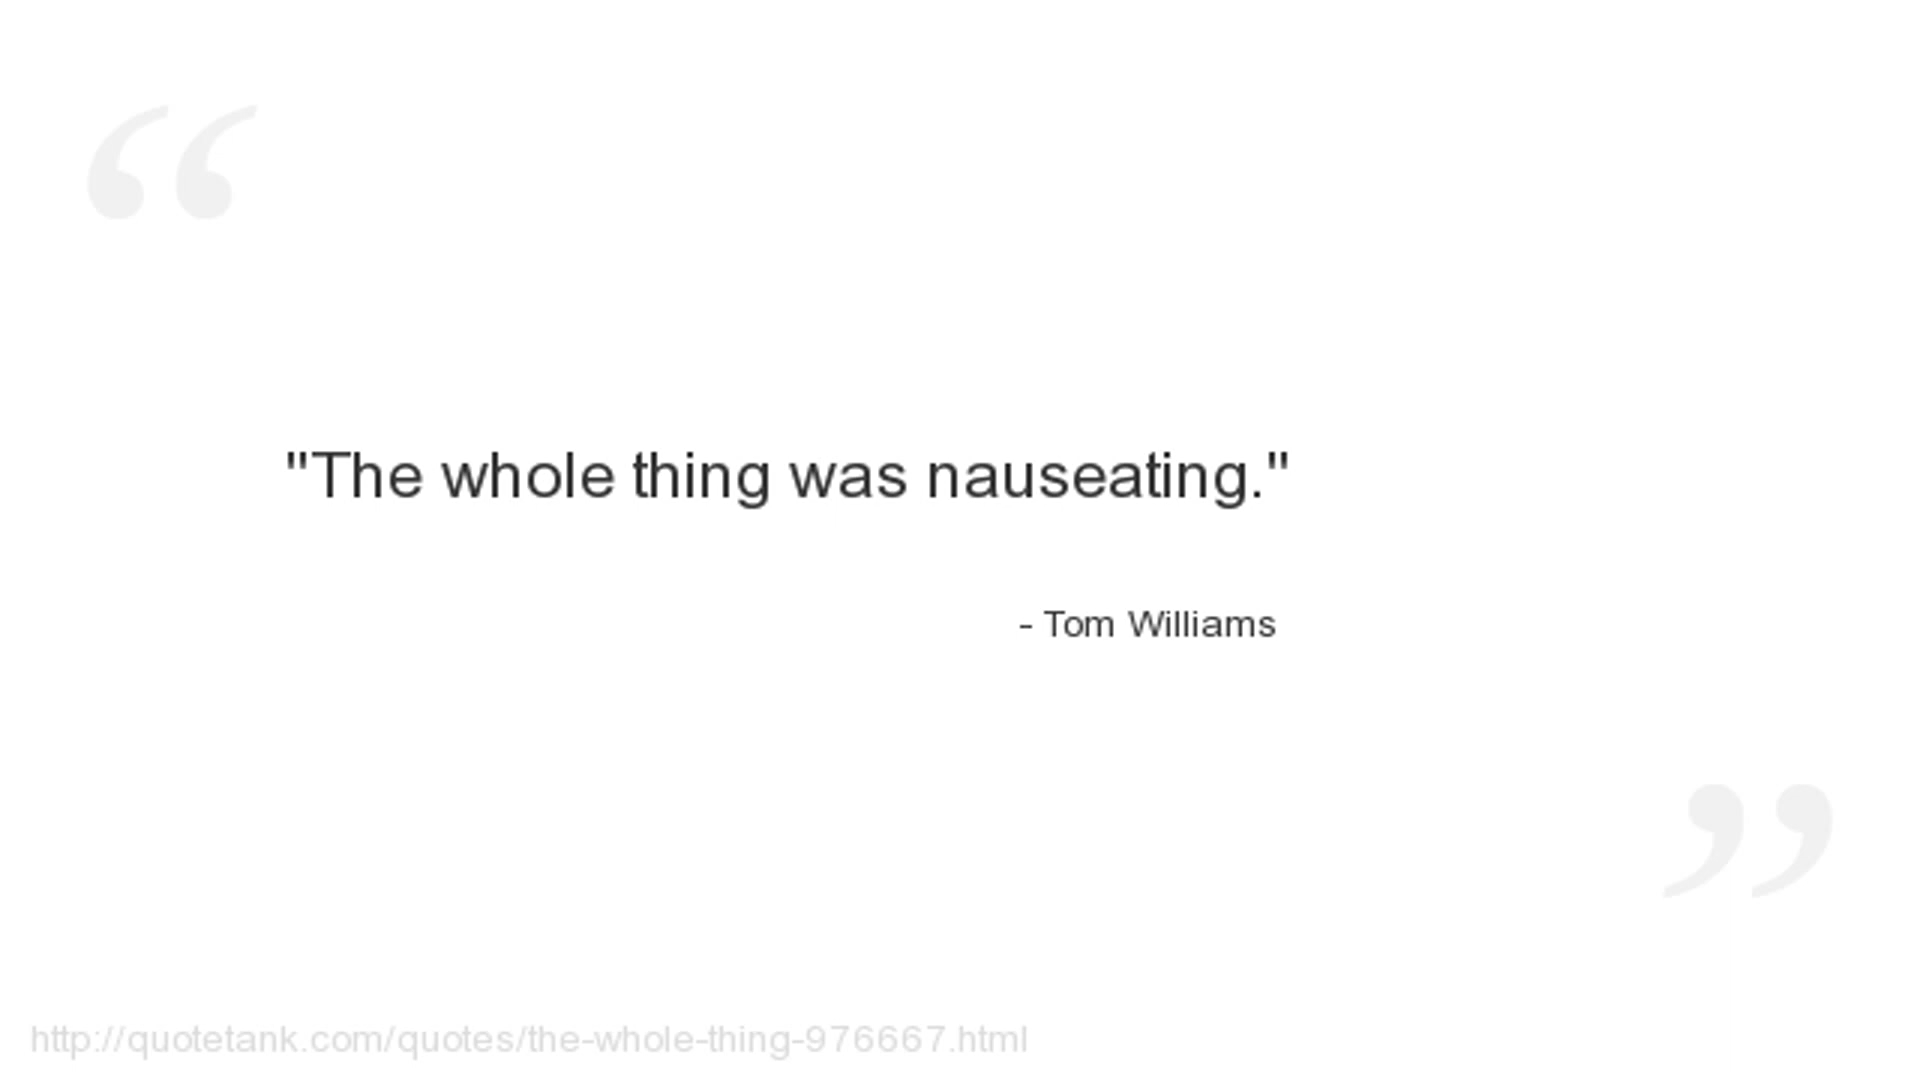 "The whole thing was nauseating."
- Tom Williams
http://quotetank.com/quotes/the-whole-thing-976667.html